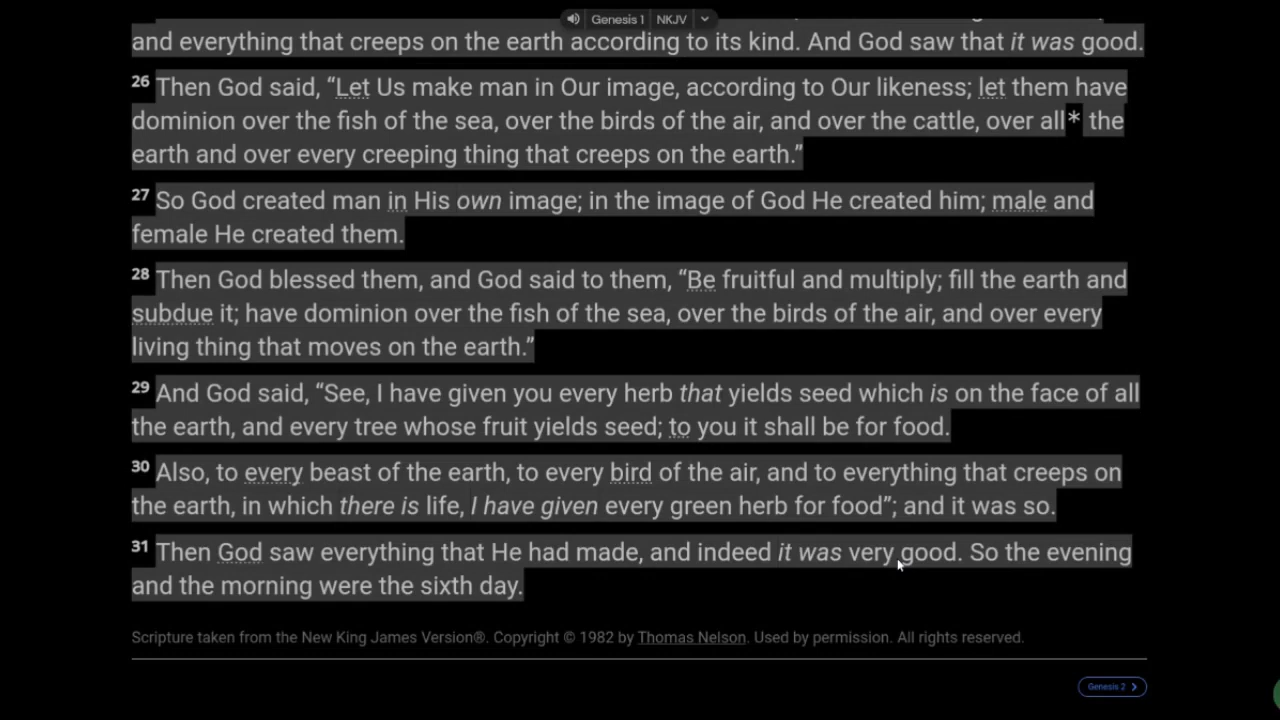 Genesis 1 NKJV
and everything that creeps on the earth according to its kind. And God saw that it was good.
26 Then God said, “Let Us make man in Our image, according to Our likeness; let them have
dominion over the fish of the sea, over the birds of the air, and over the cattle, over all* the
earth and over every creeping thing that creeps on the earth.”
27 So God created man in His own image; in the image of God He created him; male and
female He created them.
28 Then God blessed them, and God said to them, “Be fruitful and multiply; fill the earth and
subdue it; have dominion over the fish of the sea, over the birds of the air, and over every
living thing that moves on the earth.”
29 And God said, “See, I have given you every herb that yields seed which is on the face of all
the earth, and every tree whose fruit yields seed; to you it shall be for food.
30 Also, to every beast of the earth, to every bird of the air, and to everything that creeps on
the earth, in which there is life, I have given every green herb for food”; and it was so.
31 Then God saw everything that He had made, and indeed it was very good. So the evening
and the morning were the sixth day.
Scripture taken from the New King James Version®. Copyright © 1982 by Thomas Nelson. Used by permission. All rights reserved.
Genesis 2